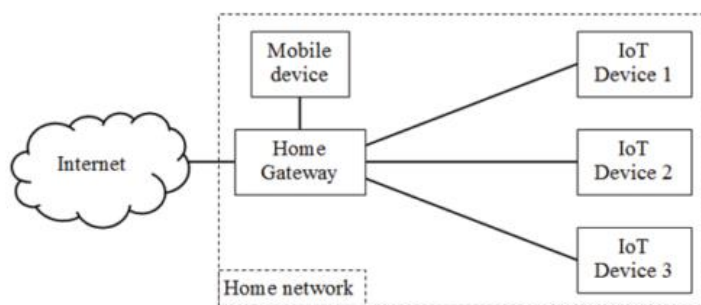 Mobile
device
IoT
Device 1
Internet
Home
Gateway
IoT
Device 2
IoT
Device 3
Home network